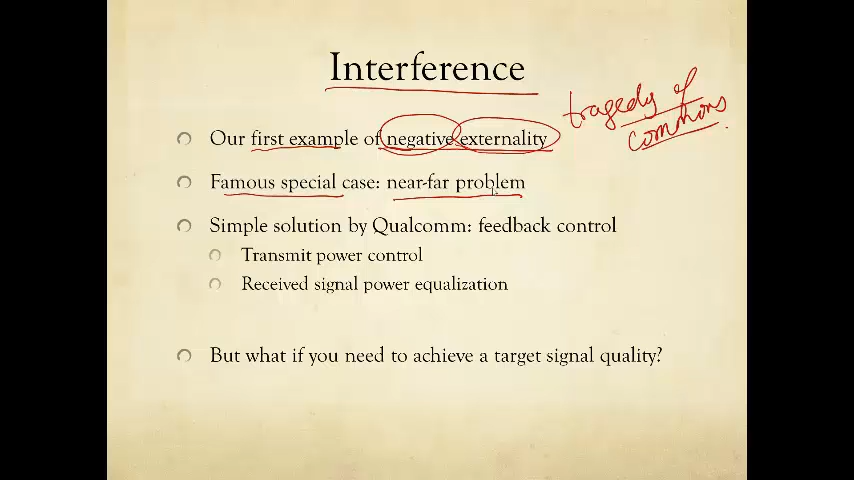 Interference
tragedy of
commons.
Our first example of negative externality
Famous special case: near-far problem
Simple solution by Qualcomm: feedback control
Transmit power control
Received signal power equalization
But what if you need to achieve a target signal quality?